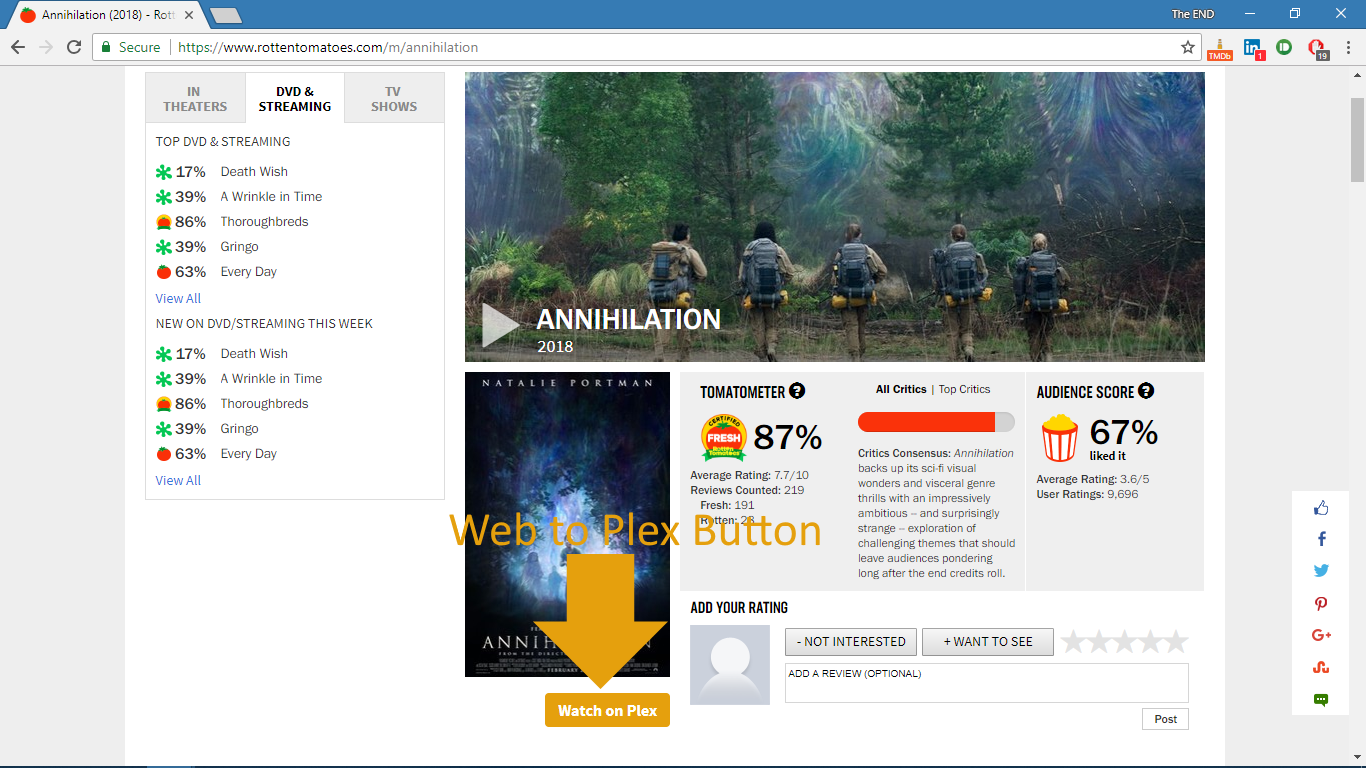 Annihilation (2018) - Rott
The END
Secure
https://www.rottentomatoes.com/m/annihilation
TMDb
1
19
IN THEATERS
DVD & STREAMING
TV SHOWS
TOP DVD & STREAMING
17% Death Wish
39% A Wrinkle in Time
86% Thoroughbreds
39% Gringo
63% Every Day
View All
NEW ON DVD/STREAMING THIS WEEK
17% Death Wish
39% A Wrinkle in Time
86% Thoroughbreds
39% Gringo
63% Every Day
View All
ANNIHILATION
2018
NATALIE PORTMAN
TOMATOMETER ?
CERTIFIED
FRESH
Rotten Tomatoes
87%
Average Rating: 7.7/10
Reviews Counted: 219
Fresh: 191
Rotten: 28
All Critics | Top Critics
Critics Consensus: Annihilation
backs up its sci-fi visual
wonders and visceral genre
thrills with an impressively
ambitious – and surprisingly
strange – exploration of
challenging themes that should
leave audiences pondering
long after the end credits roll.
AUDIENCE SCORE ?
67%
liked it
Average Rating: 3.6/5
User Ratings: 9,696
Web to Plex Button
Watch on Plex
ADD YOUR RATING
- NOT INTERESTED
+ WANT TO SEE
ADD A REVIEW (OPTIONAL)
Post